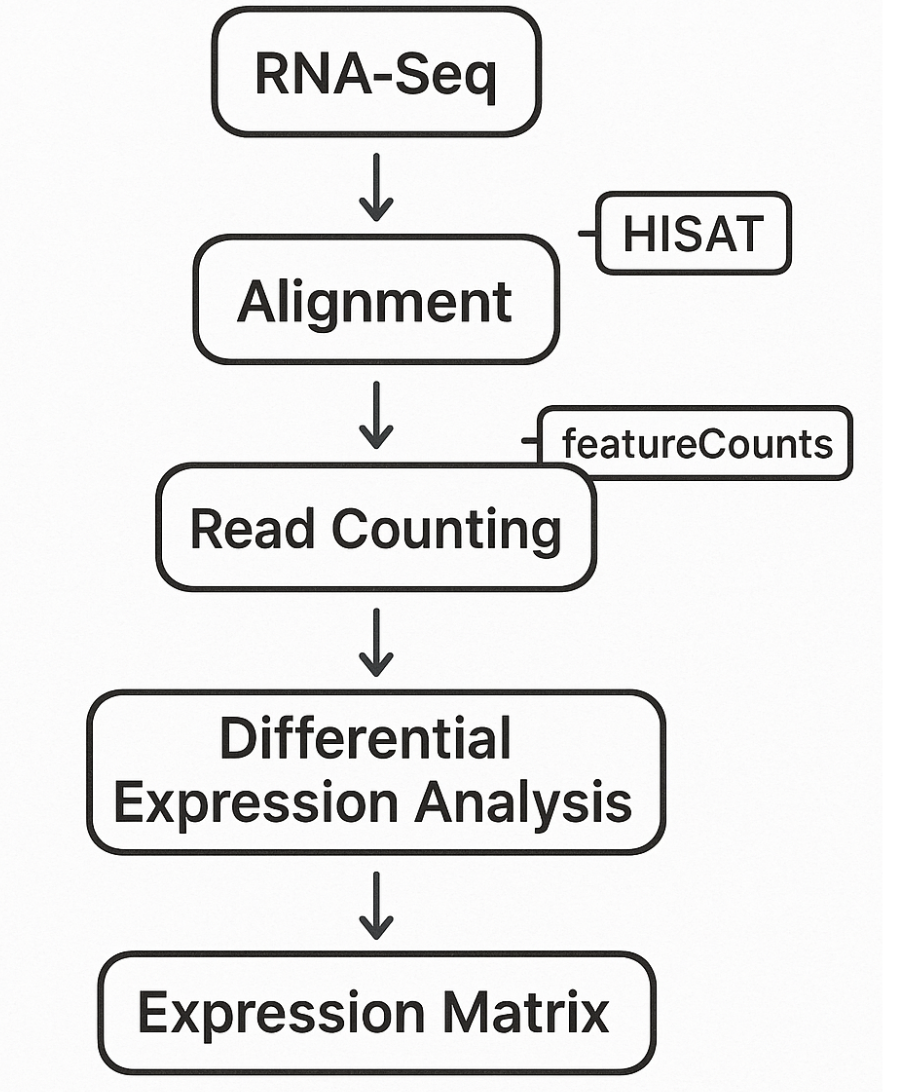 RNA-Seq
HISAT
Alignment
featureCounts
Read Counting
Differential
Expression Analysis
Expression Matrix